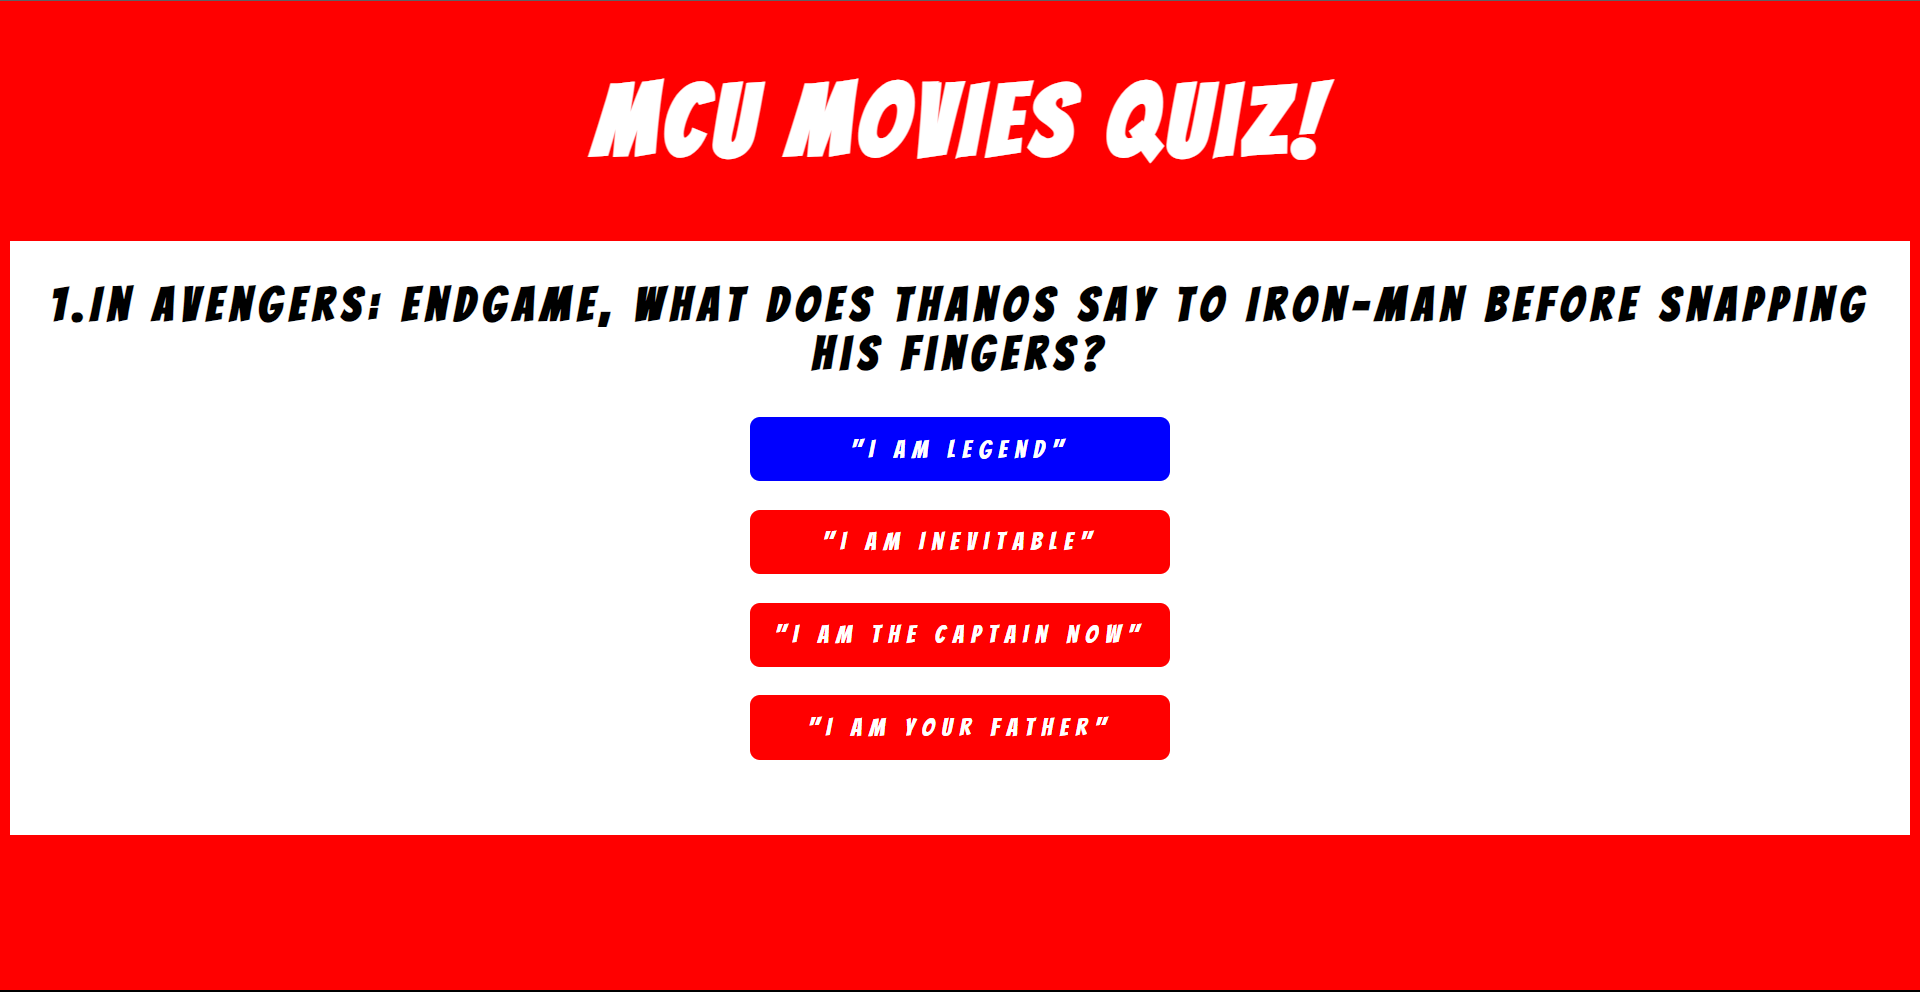 MCU MOVIES QUIZ!
1.IN AVENGERS: ENDGAME, WHAT DOES THANOS SAY TO IRON-MAN BEFORE SNAPPING
HIS FINGERS?
"I AM LEGEND"
"I AM INEVITABLE"
"I AM THE CAPTAIN NOW"
"I AM YOUR FATHER"